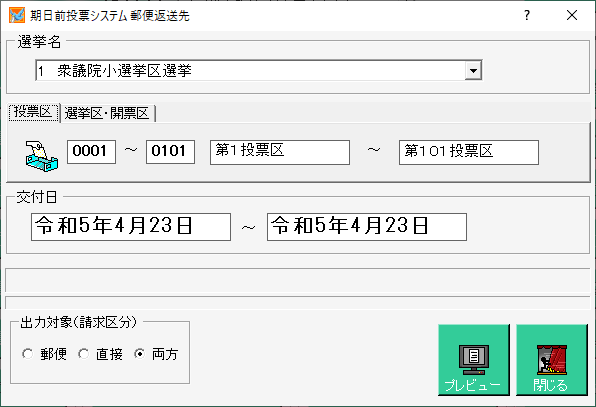 期日前投票システム 郵便返送先
選挙名
1 衆議院小選挙区選挙
投票区 選挙区・開票区
0001 ～ 0101 第1投票区 ～ 第101投票区
交付日
令和5年4月23日 ～ 令和5年4月23日
出力対象(請求区分)
郵便 直接 両方
プレビュー 閉じる